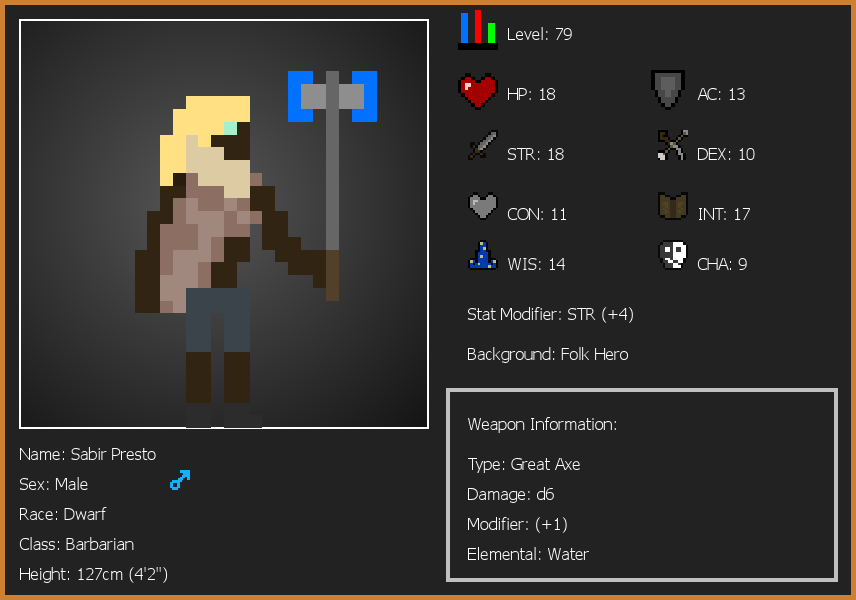 Level: 79
HP: 18
AC: 13
STR: 18
DEX: 10
CON: 11
INT: 17
WIS: 14
CHA: 9
Stat Modifier: STR (+4)
Background: Folk Hero
Weapon Information:
Type: Great Axe
Damage: d6
Modifier: (+1)
Elemental: Water
Name: Sabir Presto
Sex: Male
Race: Dwarf
Class: Barbarian
Height: 127cm (4'2")